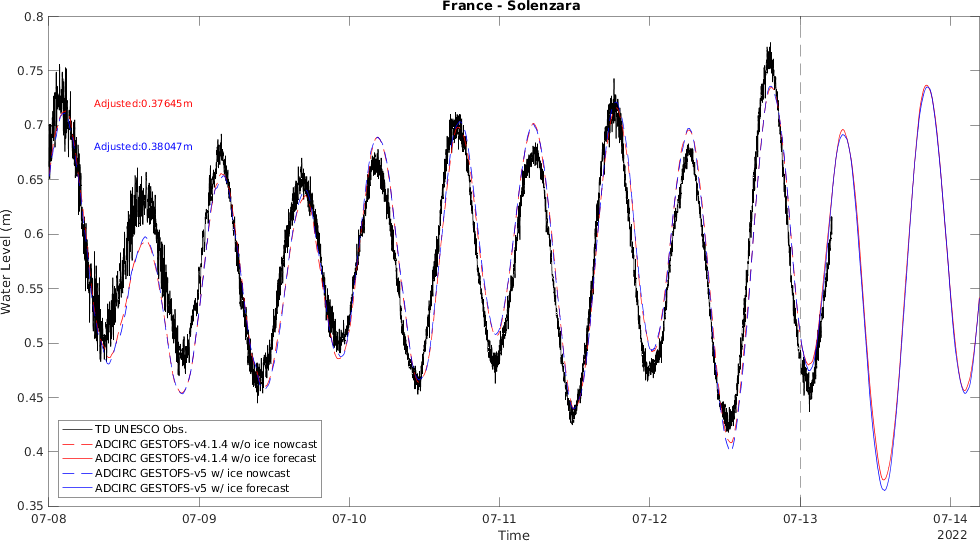 France - Solenzara
0.8
0.75
0.7
0.65
0.6
0.55
0.5
0.45
0.4
0.35
Water Level (m)
Adjusted:0.37645m
Adjusted:0.38047m
TD UNESCO Obs.
ADCIRC GESTOFS-v4.1.4 w/o ice nowcast
ADCIRC GESTOFS-v4.1.4 w/o ice forecast
ADCIRC GESTOFS-v5 w/ ice nowcast
ADCIRC GESTOFS-v5 w/ ice forecast
07-08 07-09 07-10 07-11 07-12 07-13 07-14
Time
2022